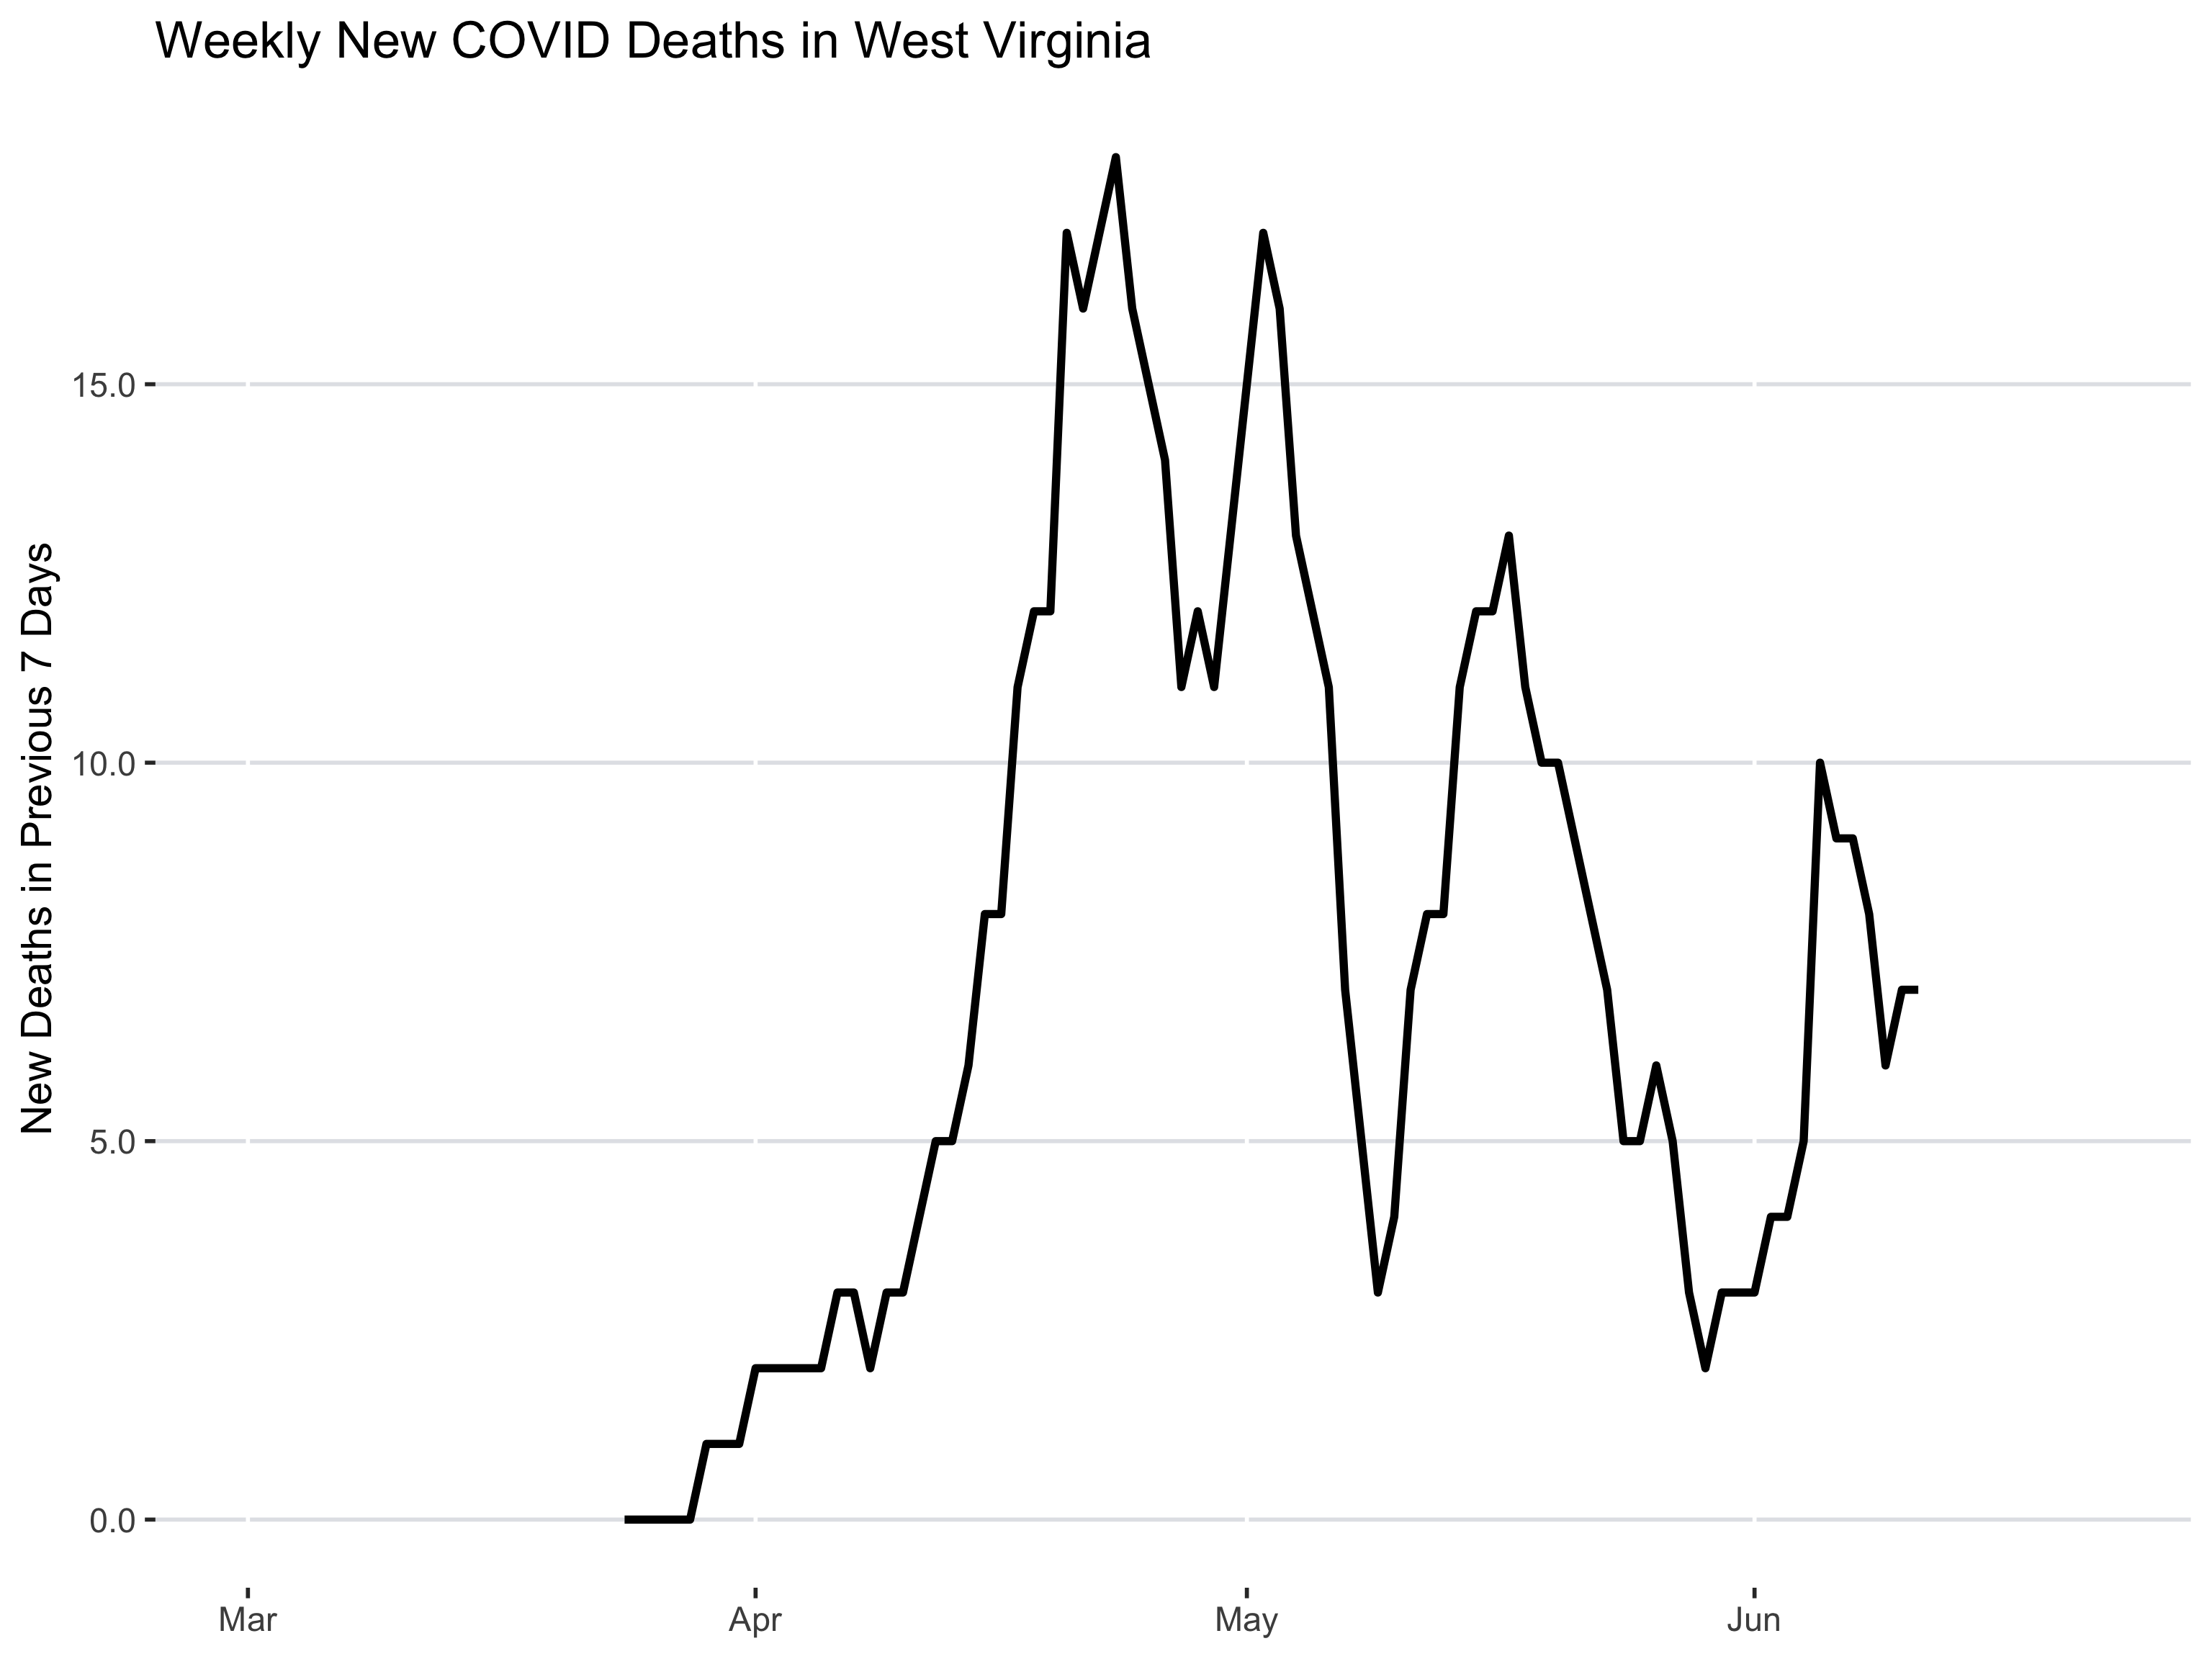 Weekly New COVID Deaths in West Virginia
New Deaths in Previous 7 Days
15.0
10.0
5.0
0.0
Mar
Apr
May
Jun